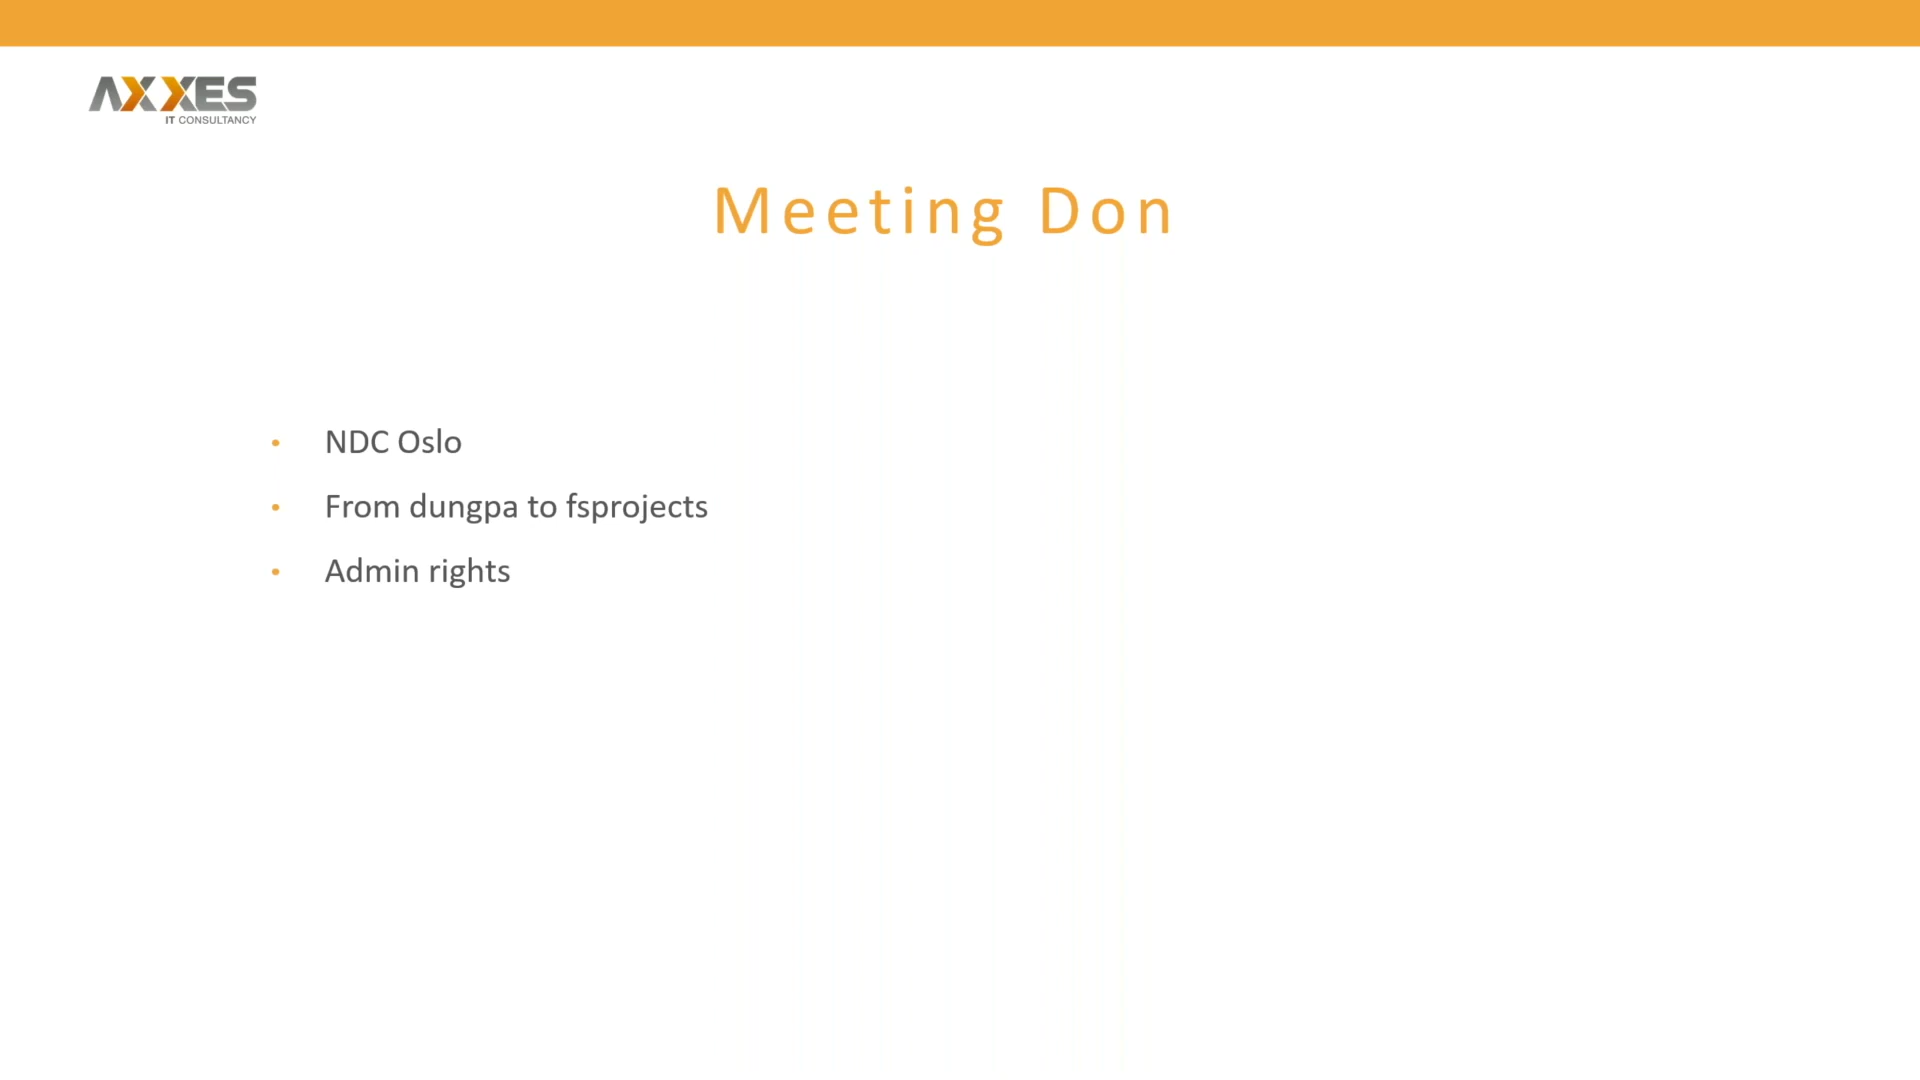 AXXES
IT CONSULTANCY
Meeting Don
• NDC Oslo
• From dungpa to fsprojects
• Admin rights